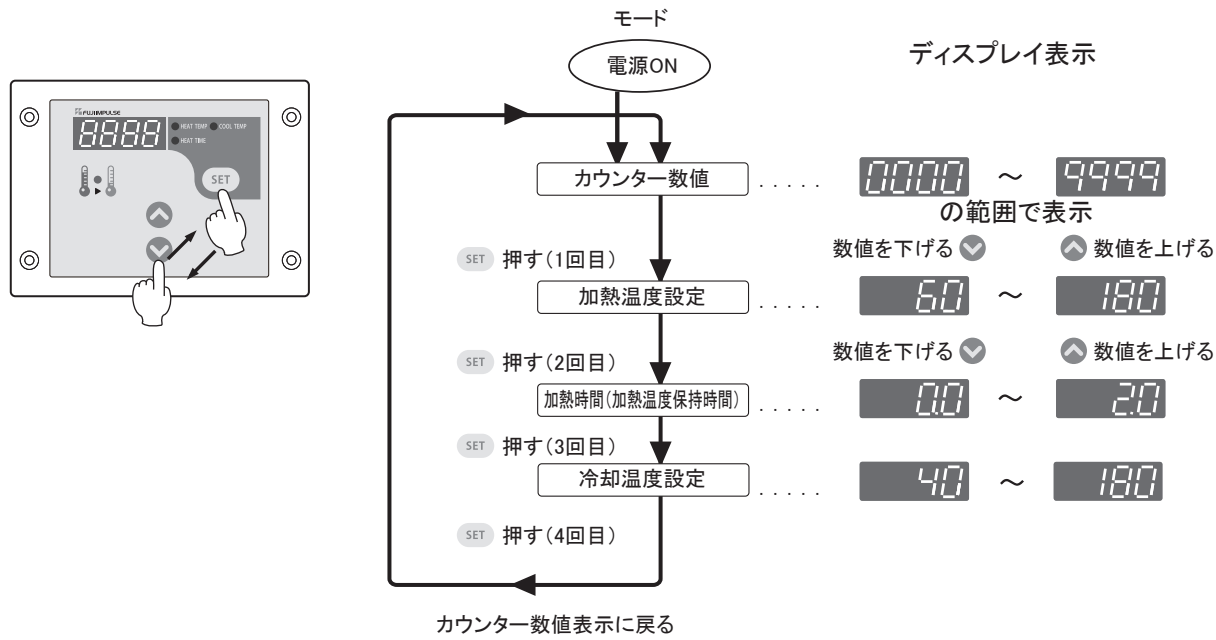 モード
電源ON
ディスプレイ表示
FUJI IMPULSE
8888
HEAT TEMP
COOL TEMP
HEAT TIME
SET
カウンター数値 ..... 0000 ～ 9999
の範囲で表示
数値を下げる 数値を上げる
SET 押す(1回目)
加熱温度設定 ..... 60 ～ 180
数値を下げる 数値を上げる
SET 押す(2回目)
加熱時間(加熱温度保持時間) ..... 0.0 ～ 2.0
SET 押す(3回目)
冷却温度設定 ..... 40 ～ 180
SET 押す(4回目)
カウンター数値表示に戻る